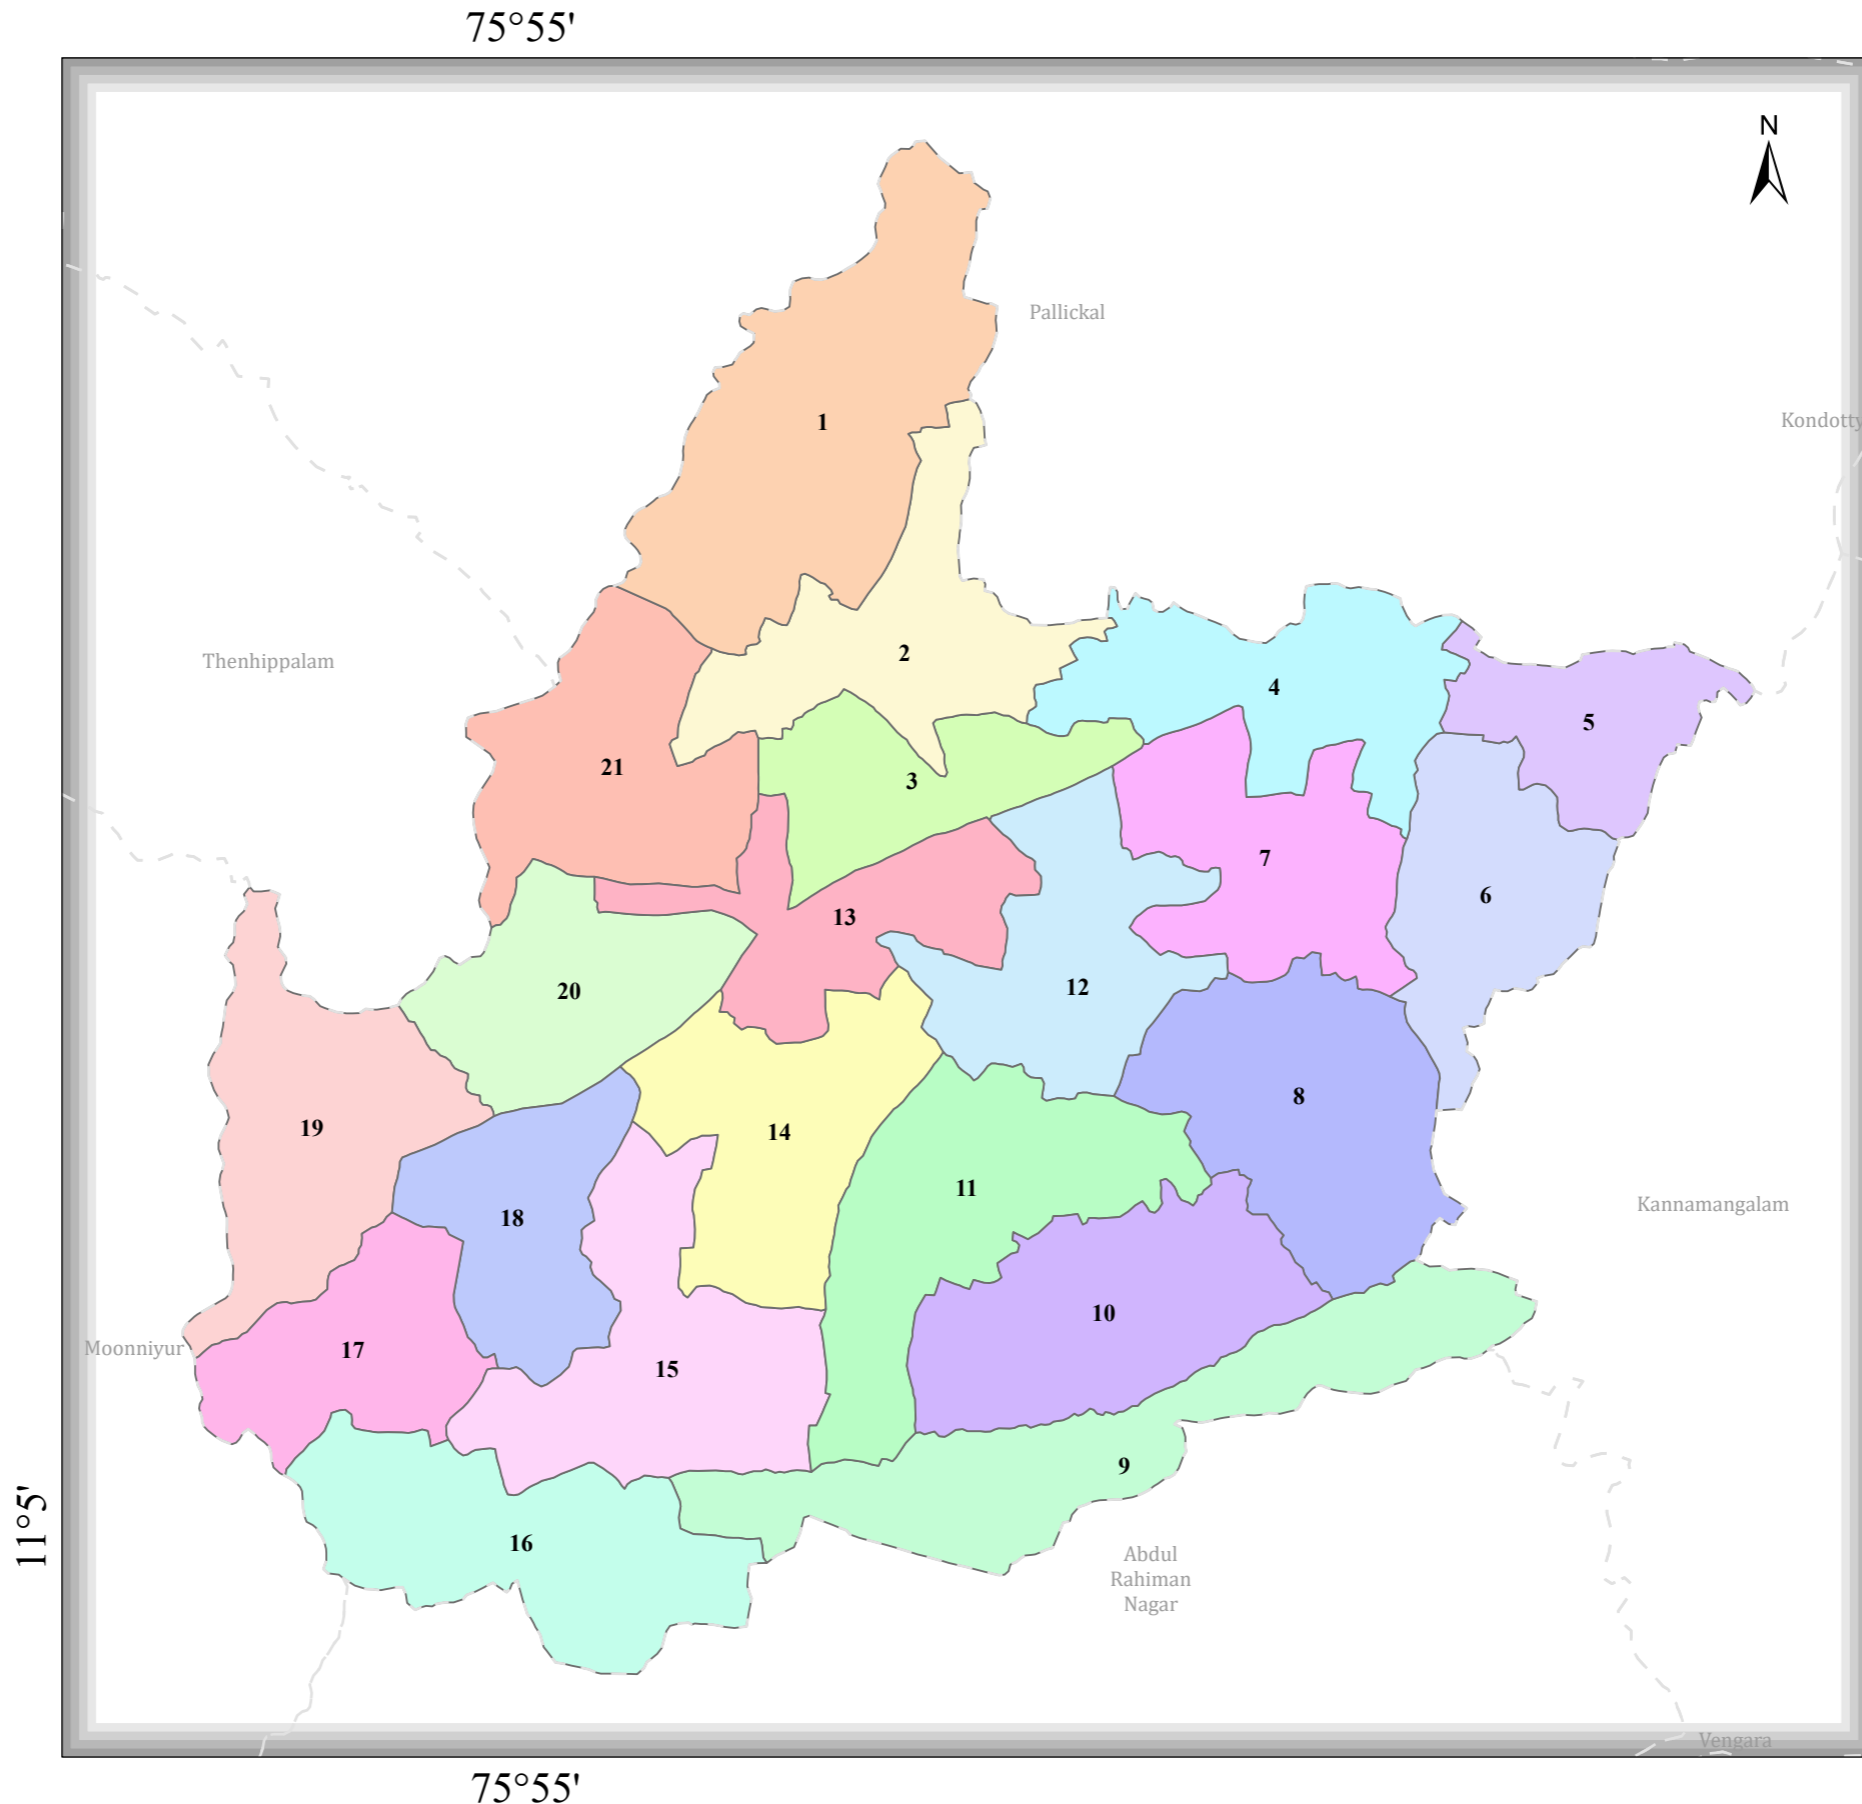 75°55'
N
Pallickal
Kondotty
1
2
Thenhippalam
4
5
21
3
7
6
13
12
20
8
19
14
11
Kannamangalam
18
10
Moonniyur
17
15
9
11°5'
16
Abdul
Rahiman
Nagar
Vengara
75°55'